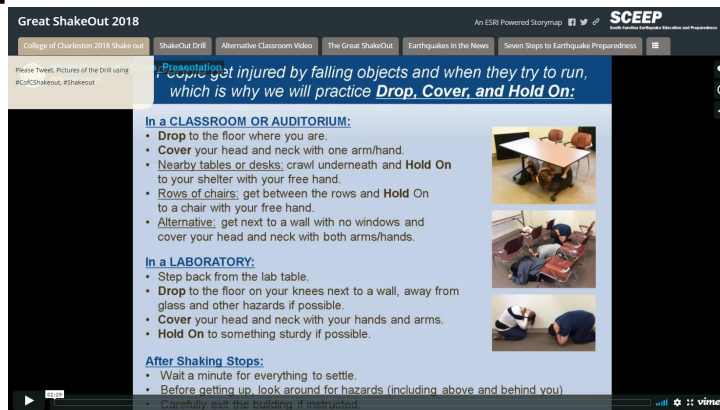 Great ShakeOut 2018
An ESRI Powered Storymap
SCEEP
South Carolina Earthquake Education and Preparedness
College of Charleston 2018 Shake out
ShakeOut Drill
Alternative Classroom Video
The Great ShakeOut
Earthquakes in the News
Seven Steps to Earthquake Preparedness
Please Tweet, Pictures of the Drill using
#CofCShakeout, #Shakeout
Presentation
get injured by falling objects and when they try to run,
which is why we will practice Drop, Cover, and Hold On:
In a CLASSROOM OR AUDITORIUM:
• Drop to the floor where you are.
• Cover your head and neck with one arm/hand.
• Nearby tables or desks: crawl underneath and Hold On
to your shelter with your free hand.
• Rows of chairs: get between the rows and Hold On
to a chair with your free hand.
• Alternative: get next to a wall with no windows and
cover your head and neck with both arms/hands.
In a LABORATORY:
• Step back from the lab table.
• Drop to the floor on your knees next to a wall, away from
glass and other hazards if possible.
• Cover your head and neck with your hands and arms.
• Hold On to something sturdy if possible.
After Shaking Stops:
• Wait a minute for everything to settle.
• Before getting up, look around for hazards (including above and behind you)
• Carefully exit the building if instructed.
02:29
vime